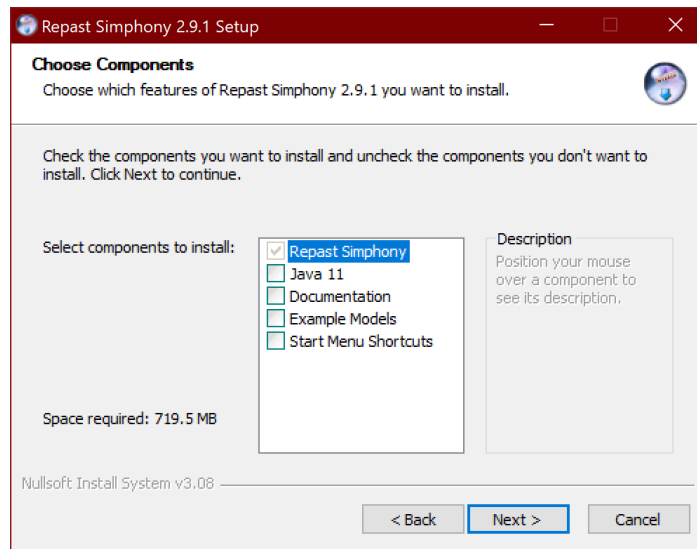 Repast Simphony 2.9.1 Setup
Choose Components
Choose which features of Repast Simphony 2.9.1 you want to install.
Check the components you want to install and uncheck the components you don't want to
install. Click Next to continue.
Select components to install:
Repast Simphony
Java 11
Documentation
Example Models
Start Menu Shortcuts
Description
Position your mouse
over a component to
see its description.
Space required: 719.5 MB
Nullsoft Install System v3.08
< Back
Next >
Cancel